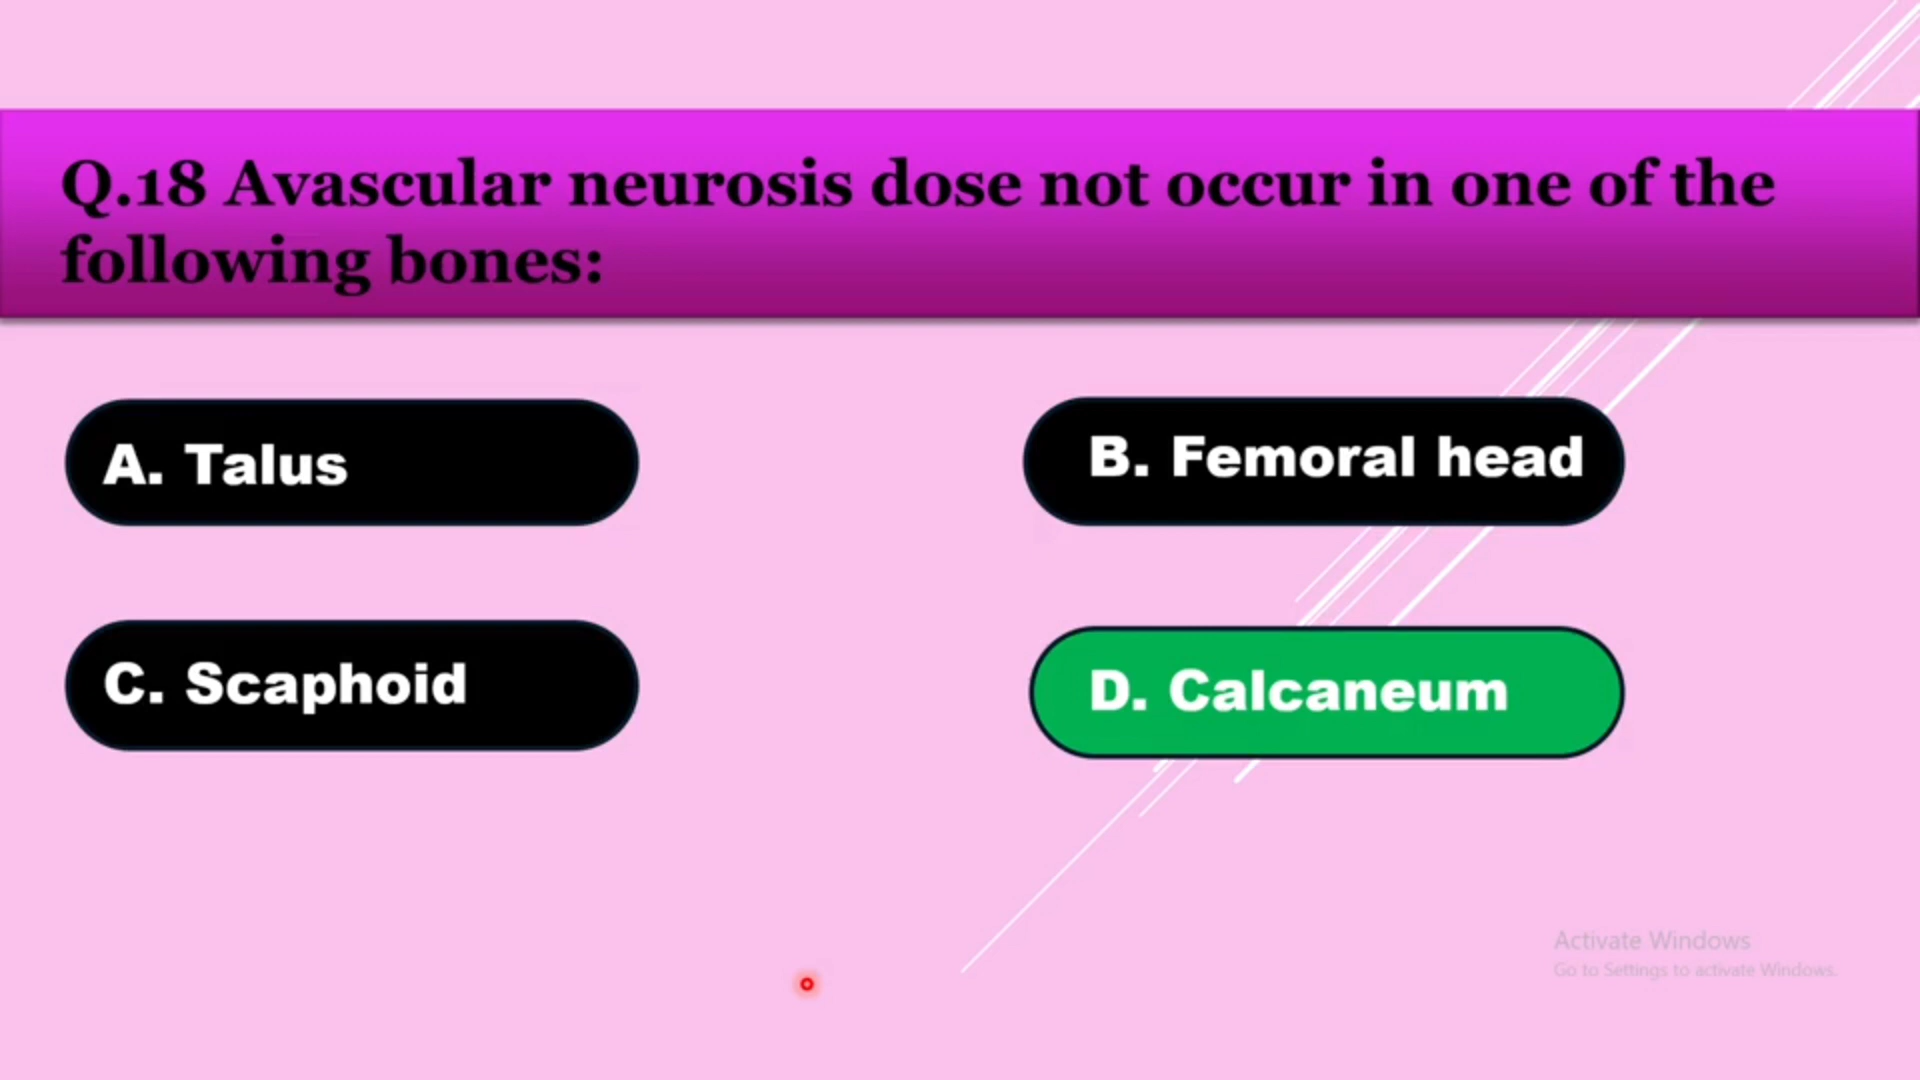 Q.18 Avascular neurosis dose not occur in one of the
following bones:
A. Talus
B. Femoral head
C. Scaphoid
D. Calcaneum
Activate Windows
Go to Settings to activate Windows.